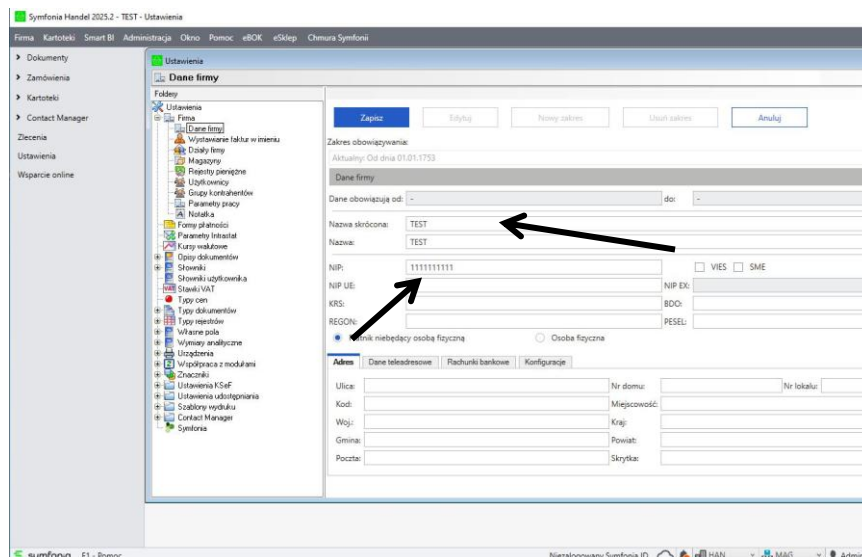 Symfonia Handel 2025.2 - TEST - Ustawienia
Firma Kartoteki Smart BI Administracja Okno Pomoc eBOK eSklep Chmura Symfonii
Dokumenty
Zamówienia
Kartoteki
Contact Manager
Zlecenia
Ustawienia
Wsparcie online
Ustawienia
Dane firmy
Foldery
Ustawienia
Firma
Dane firmy
Wystawianie faktur w imieniu
Działy firmy
Magazyny
Rejestry pieniężne
Użytkownicy
Grupy kontrahentów
Parametry pracy
Notatka
Formy płatności
Parametry Intrastat
Kursy walutowe
Opisy dokumentów
Słowniki
Słowniki użytkownika
Stawki VAT
Typy cen
Typy dokumentów
Typy rejestrów
Własne pola
Wymiary analityczne
Urządzenia
Współpraca z modułami
Znaczniki
Ustawienia KSeF
Ustawienia udostępniania
Szablony wydruku
Contact Manager
Symfonia
Zapisz Edytuj Nowy zakres Usuń zakres Anuluj
Zakres obowiązywania:
Aktualny: Od dnia 01.01.1753
Dane firmy
Dane obowiązują od: - do: -
Nazwa skrócona: TEST
Nazwa: TEST
NIP: 1111111111 VIES SME
NIP UE: NIP EX:
KRS: BDO:
REGON: PESEL:
niebędący osobą fizyczną Osoba fizyczna
Adres Dane teleadresowe Rachunki bankowe Konfiguracje
Ulica: Nr domu: Nr lokalu:
Kod: Miejscowość:
Woj.: Kraj:
Gmina: Powiat:
Poczta: Skrytka:
symfonia F1 - Pomoc Niezalogowany Symfonia ID HAN MAG Admin